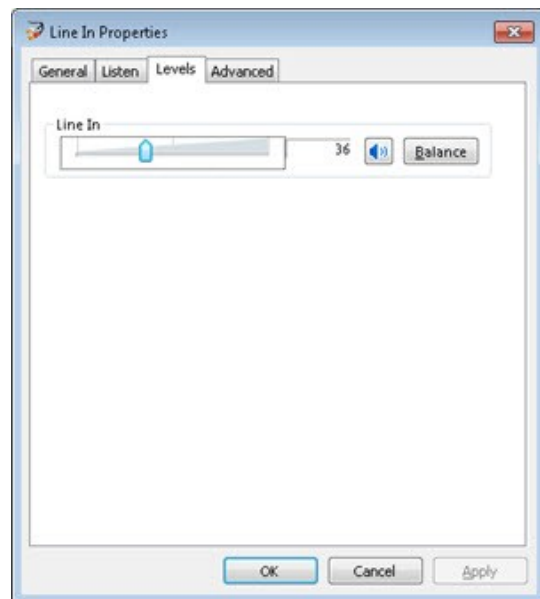 Line In Properties
General Listen Levels Advanced
Line In
36 Balance
OK Cancel Apply